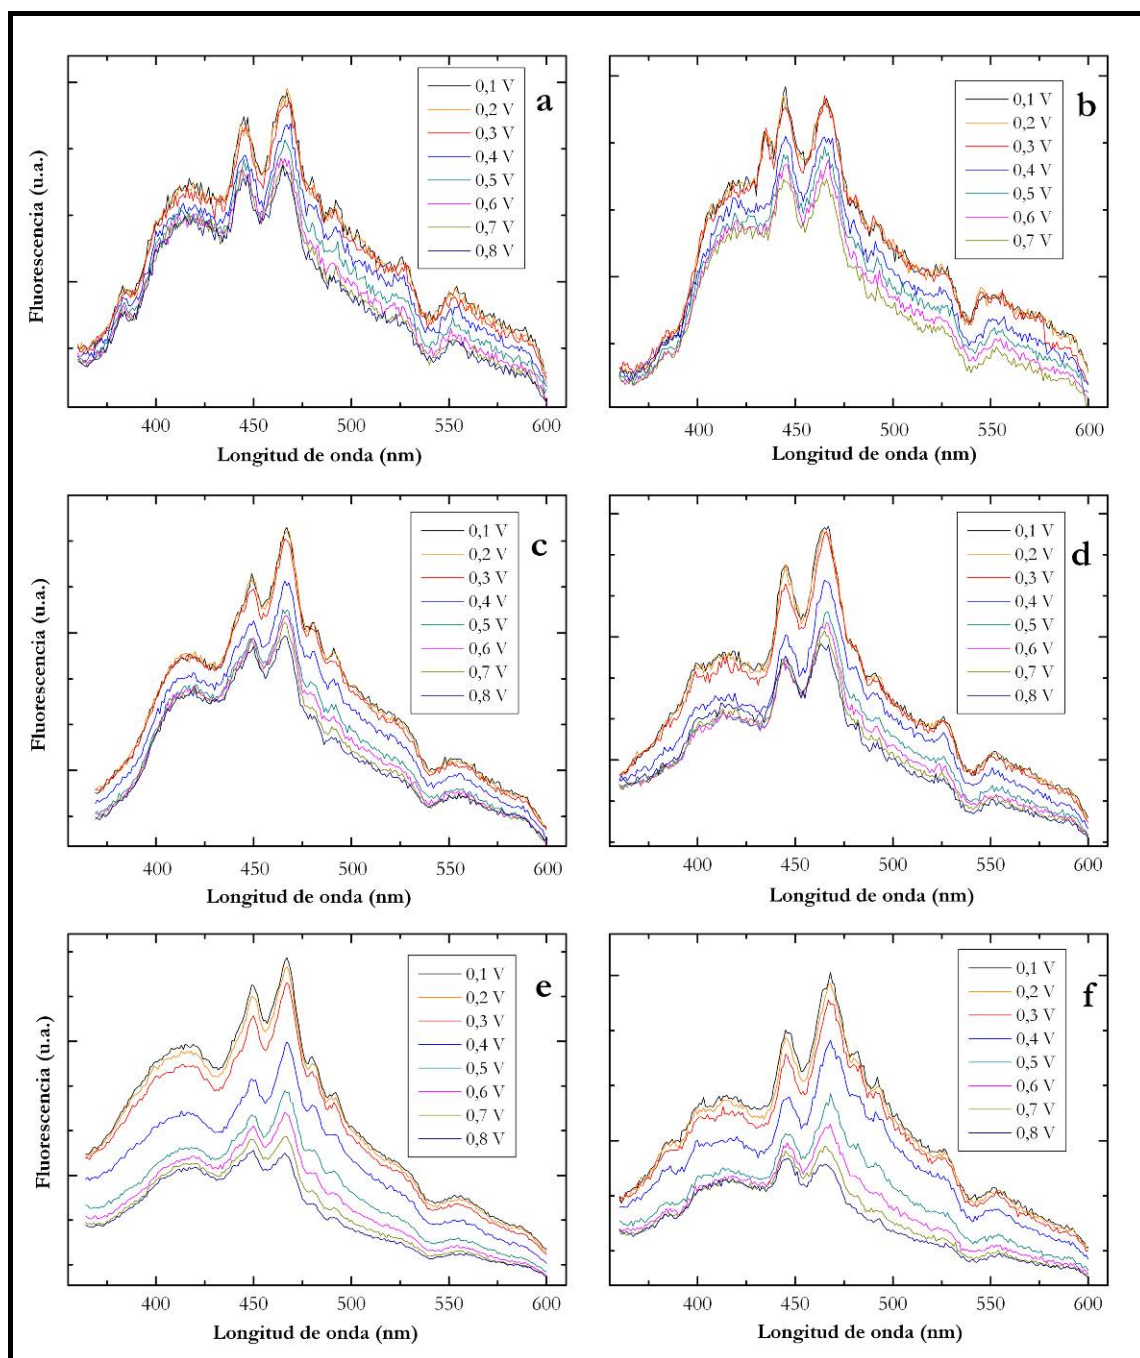 a
0,1 V
0,2 V
0,3 V
0,4 V
0,5 V
0,6 V
0,7 V
0,8 V
Fluorescencia (u.a.)
400 450 500 550 600
Longitud de onda (nm)
b
0,1 V
0,2 V
0,3 V
0,4 V
0,5 V
0,6 V
0,7 V
400 450 500 550 600
Longitud de onda (nm)
c
0,1 V
0,2 V
0,3 V
0,4 V
0,5 V
0,6 V
0,7 V
0,8 V
Fluorescencia (u.a.)
400 450 500 550 600
Longitud de onda (nm)
d
0,1 V
0,2 V
0,3 V
0,4 V
0,5 V
0,6 V
0,7 V
0,8 V
400 450 500 550 600
Longitud de onda (nm)
e
0,1 V
0,2 V
0,3 V
0,4 V
0,5 V
0,6 V
0,7 V
0,8 V
Fluorescencia (u.a.)
400 450 500 550 600
Longitud de onda (nm)
f
0,1 V
0,2 V
0,3 V
0,4 V
0,5 V
0,6 V
0,7 V
0,8 V
400 450 500 550 600
Longitud de onda (nm)